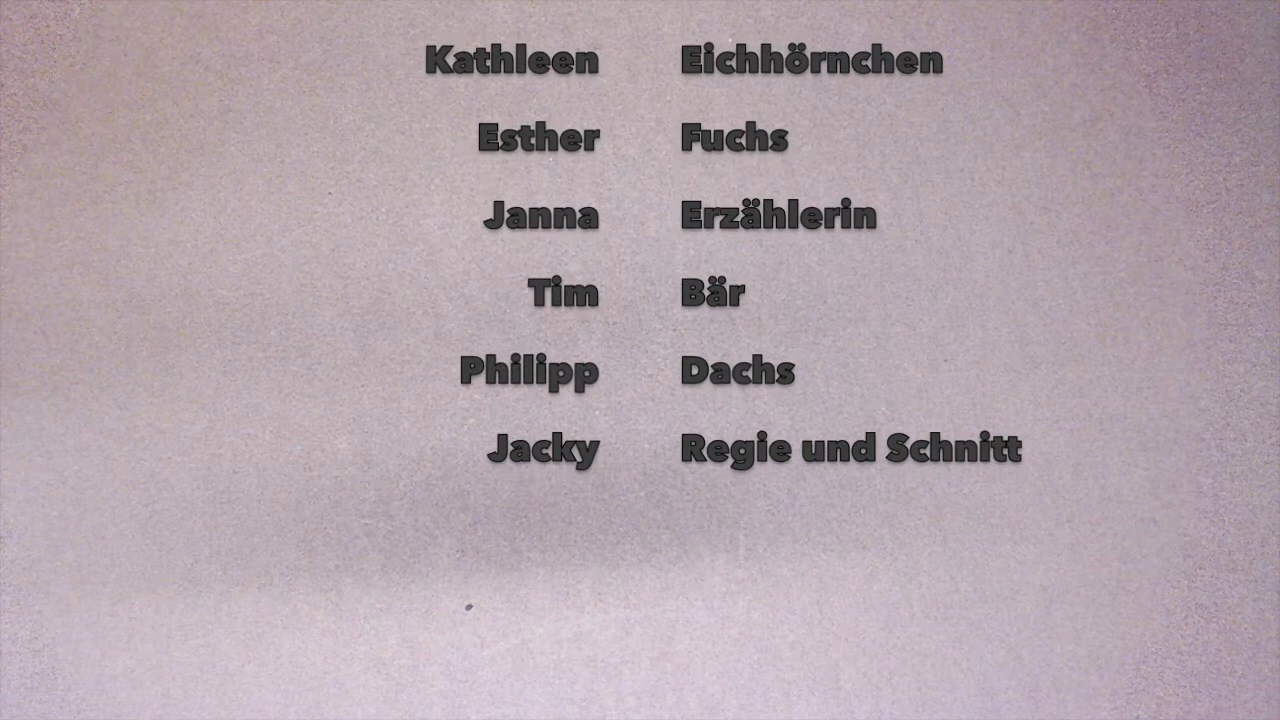 Kathleen Eichhörnchen
Esther Fuchs
Janna Erzählerin
Tim Bär
Philipp Dachs
Jacky Regie und Schnitt